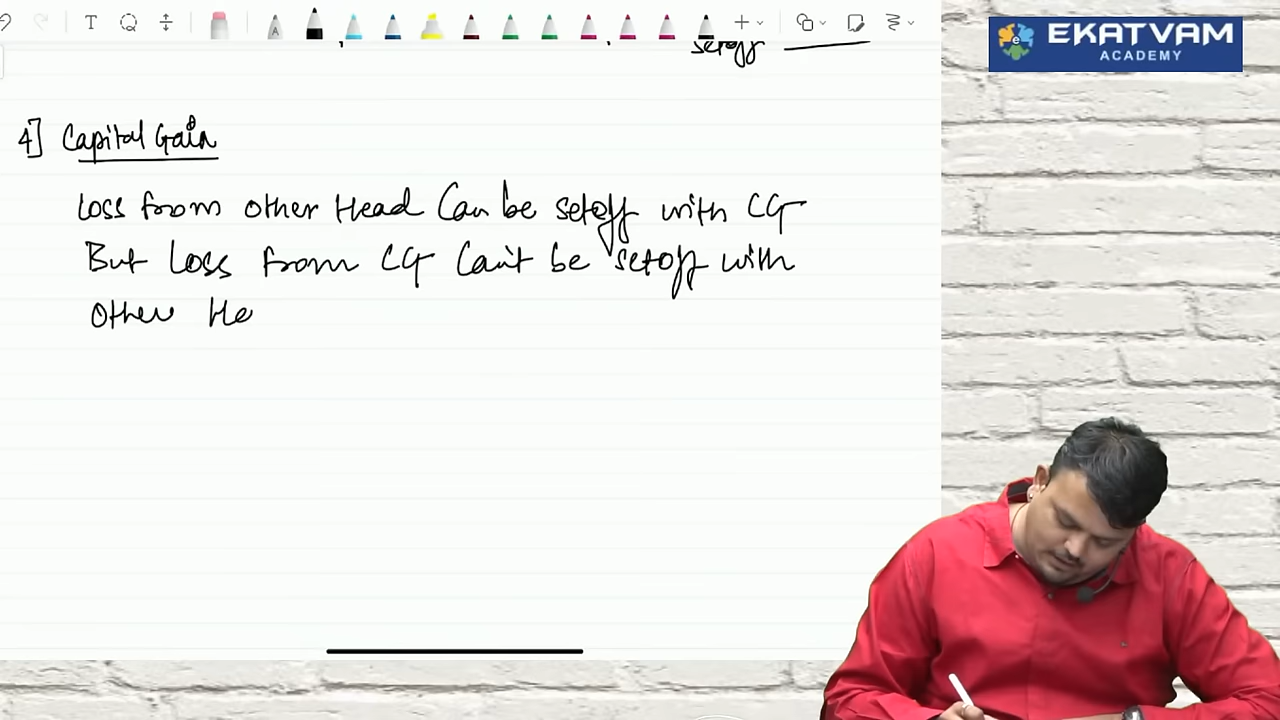 setoff
EKATVAM
ACADEMY
4] Capital Gain
Loss from other Head Can be setoff with CG
But Loss from CG Can't be setoff with
other He